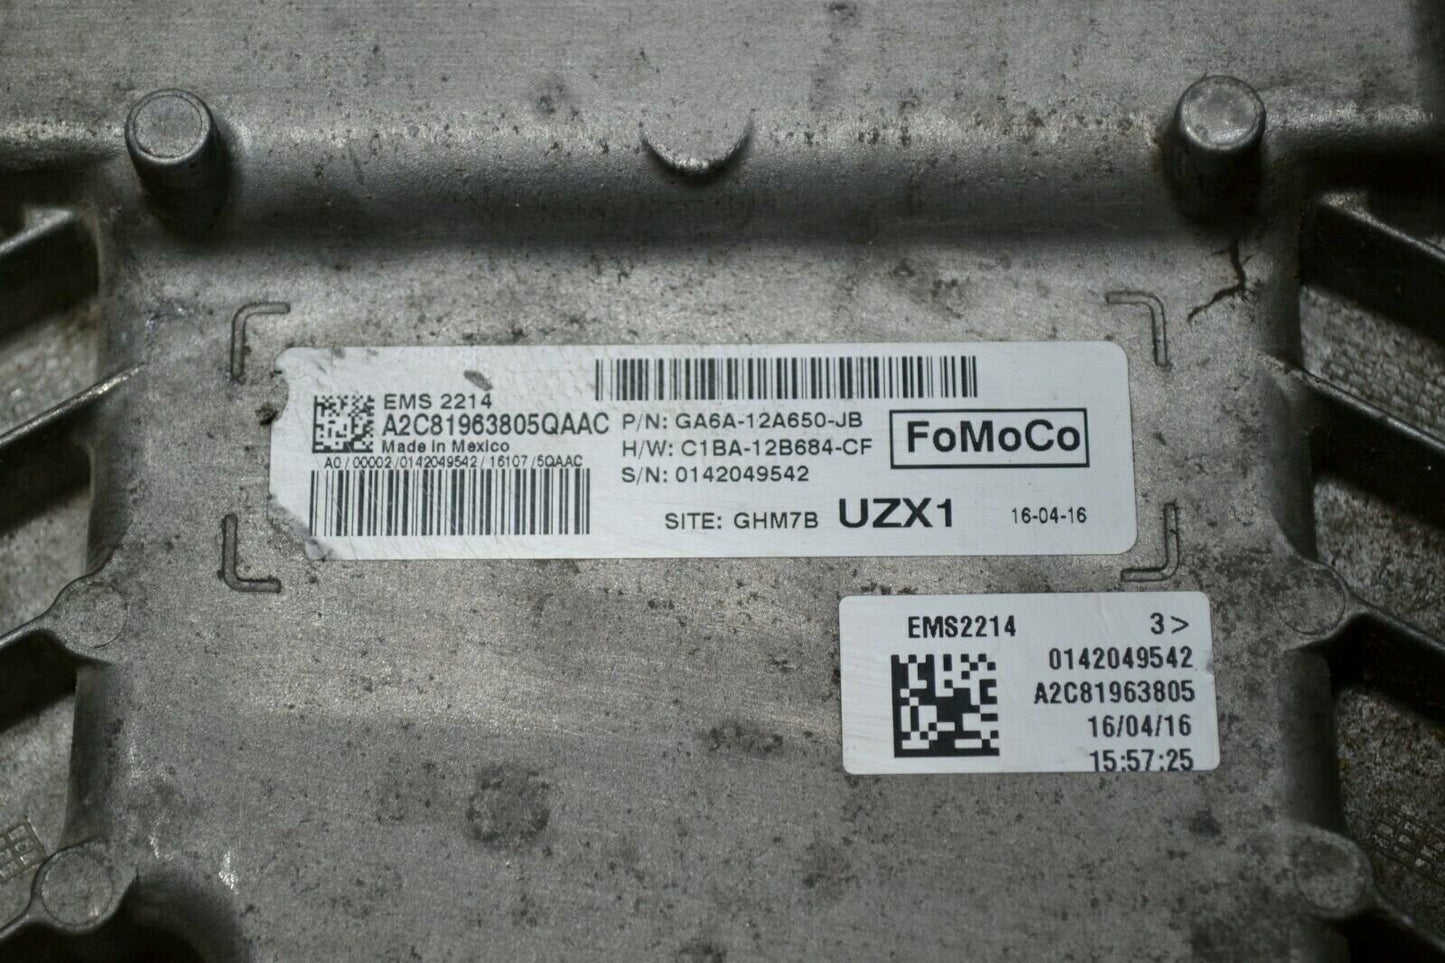 EMS 2214
A2C81963805QAAC
Made in Mexico
A0/00002/0142049542/16107/5QAAC
P/N: GA6A-12A650-JB
H/W: C1BA-12B684-CF
S/N: 0142049542
FoMoCo
SITE: GHM7B UZX1 16-04-16
EMS2214 3>
0142049542
A2C81963805
16/04/16
15:57:25